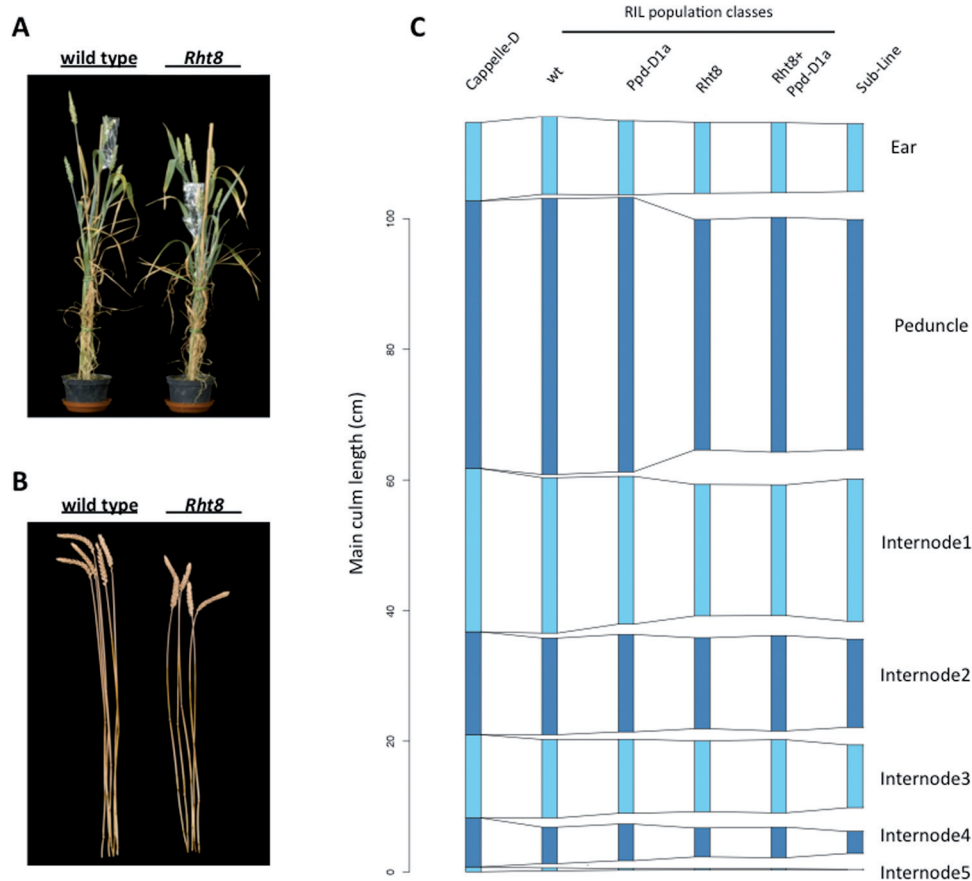 A
wild type Rht8
B
wild type Rht8
C
RIL population classes
Cappelle-D
wt
Ppd-D1a
Rht8
Rht8+
Ppd-D1a
Sub-Line
Main culm length (cm)
100
80
60
40
20
0
Ear
Peduncle
Internode1
Internode2
Internode3
Internode4
Internode5